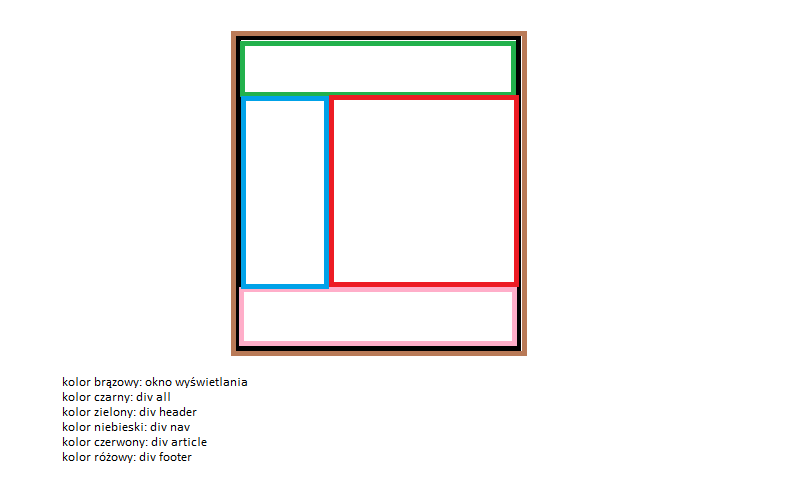 kolor brązowy: okno wyświetlania
kolor czarny: div all
kolor zielony: div header
kolor niebieski: div nav
kolor czerwony: div article
kolor różowy: div footer